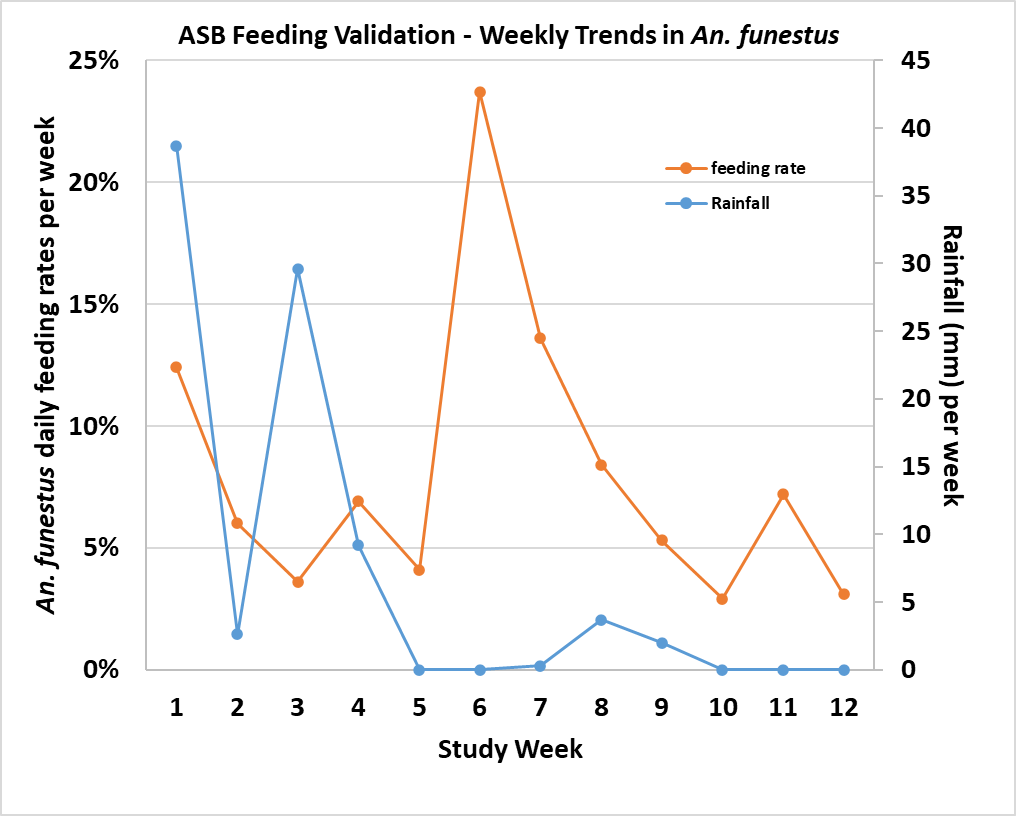 ASB Feeding Validation - Weekly Trends in An. funestus
An. funestus daily feeding rates per week
25%
20%
15%
10%
5%
0%
feeding rate
Rainfall
45
40
35
30
25
20
15
10
5
0
Rainfall (mm) per week
1 2 3 4 5 6 7 8 9 10 11 12
Study Week